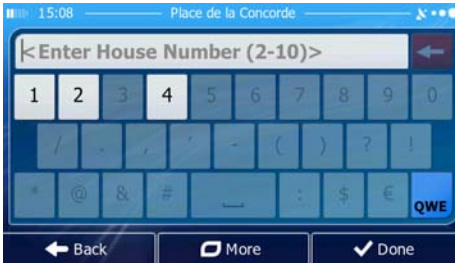 15:08 Place de la Concorde
<Enter House Number (2-10)>
1 2 3 4 5 6 7 8 9 0
/ . , ' - ( ) ? !
* @ & # : $ € QWE
Back More Done